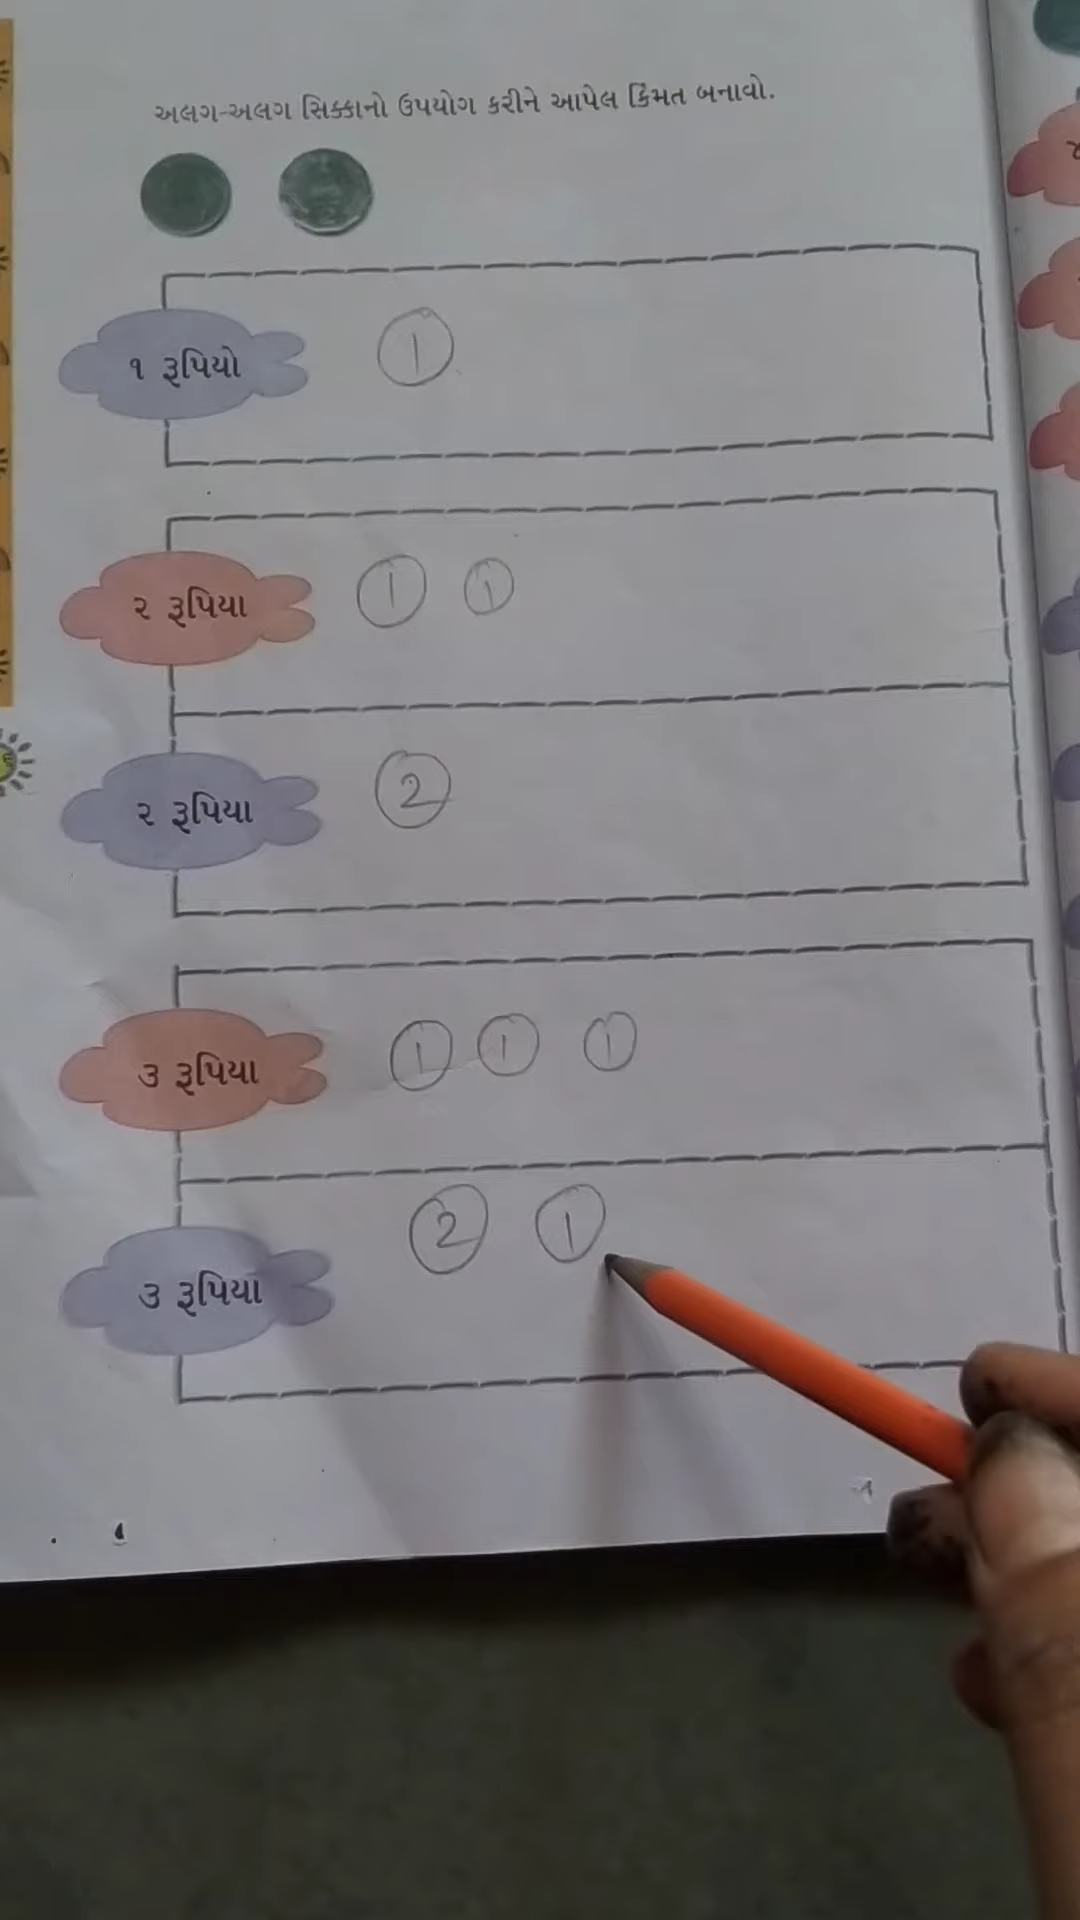 અલગ-અલગ સિક્કાનો ઉપયોગ કરીને આપેલ કિંમત બનાવો.
૧ રૂપિયો 1
૨ રૂપિયા 1 1
૨ રૂપિયા 2
૩ રૂપિયા 1 1 1
૩ રૂપિયા 2 1